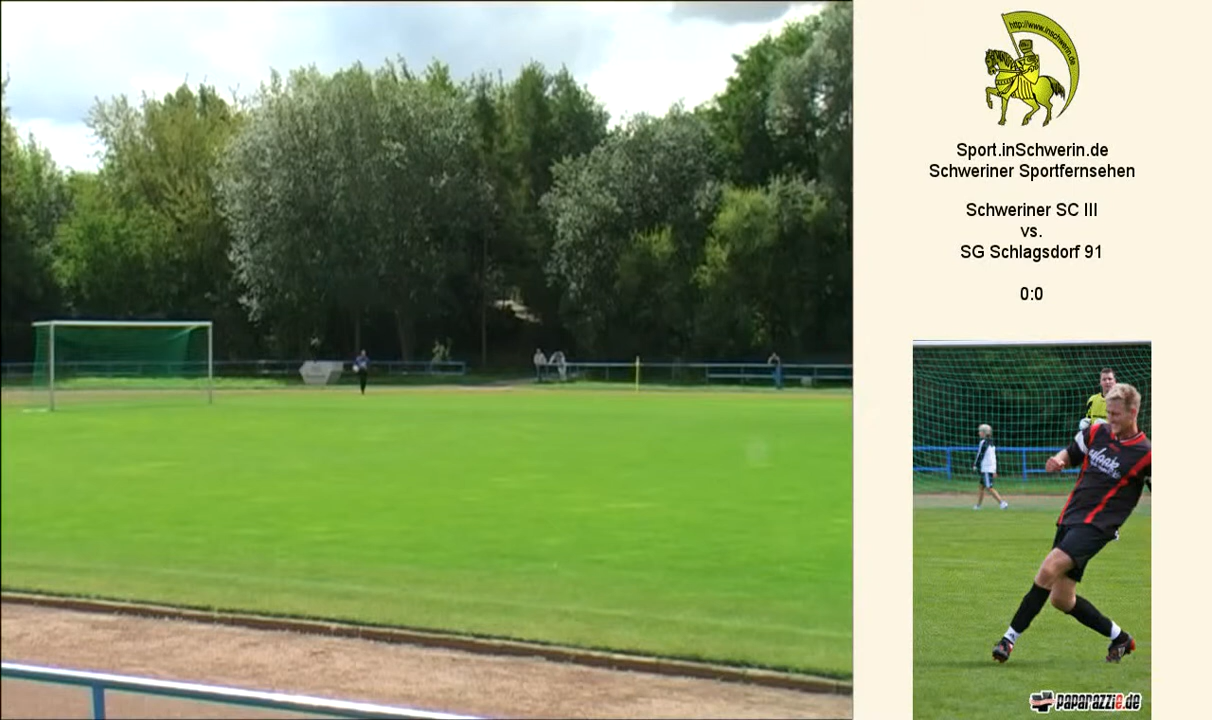 http://www.inschwerin.de
Sport.inSchwerin.de
Schweriner Sportfernsehen
Schweriner SC III
vs.
SG Schlagsdorf 91
0:0
paparazzie.de